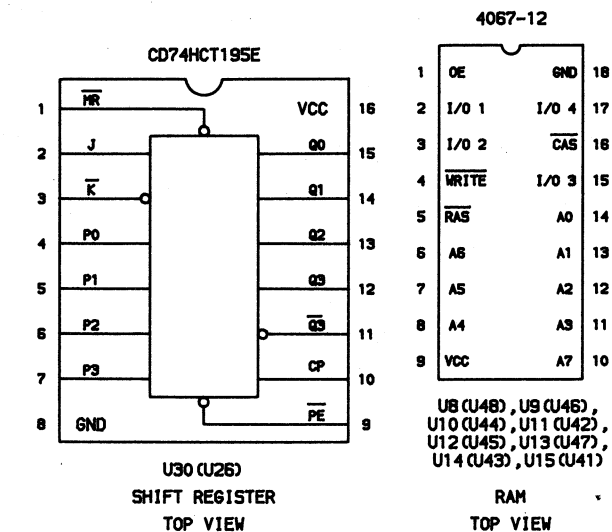 4067-12
CD74HCT195E
1 MR VCC 16
2 J Q0 15
3 K Q1 14
4 P0 Q2 13
5 P1 Q3 12
6 P2 Q3 11
7 P3 CP 10
8 GND PE 9
U30(U26)
SHIFT REGISTER
TOP VIEW
1 OE GND 18
2 I/O 1 I/O 4 17
3 I/O 2 CAS 16
4 WRITE I/O 3 15
5 RAS A0 14
6 A6 A1 13
7 A5 A2 12
8 A4 A3 11
9 VCC A7 10
U8(U48),U9(U46),
U10(U44),U11(U42),
U12(U45),U13(U47),
U14(U43),U15(U41)
RAM
TOP VIEW